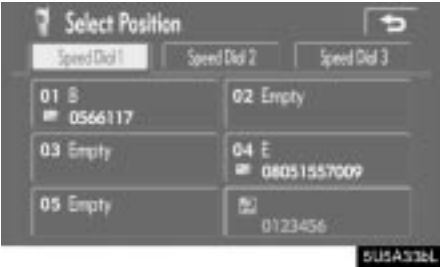 Select Position
Speed Dial 1 Speed Dial 2 Speed Dial 3
01 B
0566117
02 Empty
03 Empty
04 E
08051557009
05 Empty
0123456
5U5A336L